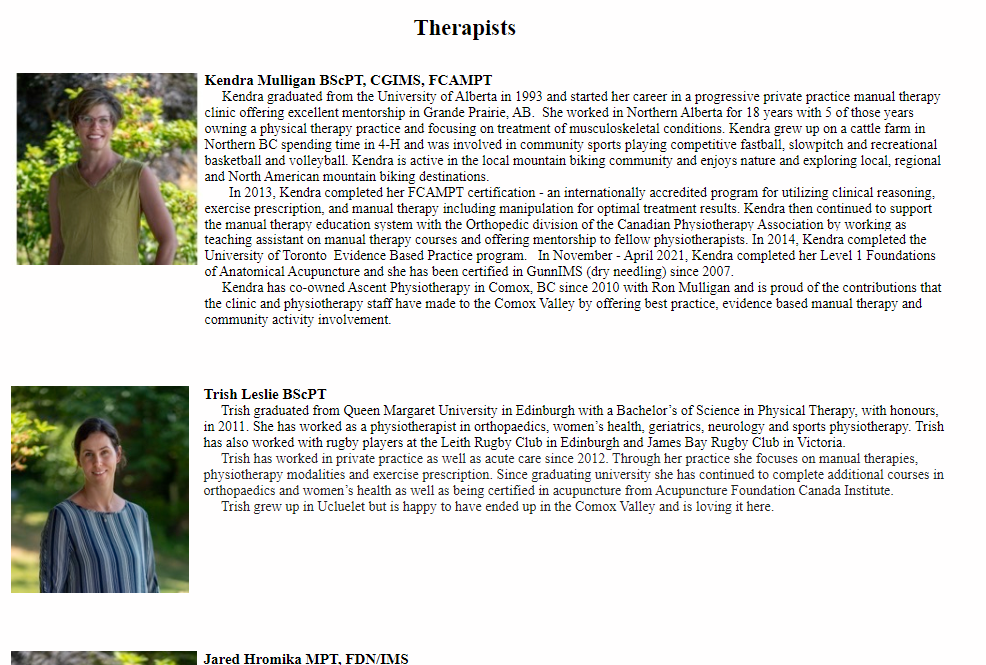 Therapists
Kendra Mulligan BScPT, CGIMS, FCAMPT
Kendra graduated from the University of Alberta in 1993 and started her career in a progressive private practice manual therapy
clinic offering excellent mentorship in Grande Prairie, AB.  She worked in Northern Alberta for 18 years with 5 of those years
owning a physical therapy practice and focusing on treatment of musculoskeletal conditions. Kendra grew up on a cattle farm in
Northern BC spending time in 4-H and was involved in community sports playing competitive fastball, slowpitch and recreational
basketball and volleyball. Kendra is active in the local mountain biking community and enjoys nature and exploring local, regional
and North American mountain biking destinations.
In 2013, Kendra completed her FCAMPT certification - an internationally accredited program for utilizing clinical reasoning,
exercise prescription, and manual therapy including manipulation for optimal treatment results. Kendra then continued to support
the manual therapy education system with the Orthopedic division of the Canadian Physiotherapy Association by working as
teaching assistant on manual therapy courses and offering mentorship to fellow physiotherapists. In 2014, Kendra completed the
University of Toronto  Evidence Based Practice program.   In November - April 2021, Kendra completed her Level 1 Foundations
of Anatomical Acupuncture and she has been certified in GunnIMS (dry needling) since 2007.
Kendra has co-owned Ascent Physiotherapy in Comox, BC since 2010 with Ron Mulligan and is proud of the contributions that
the clinic and physiotherapy staff have made to the Comox Valley by offering best practice, evidence based manual therapy and
community activity involvement.
Trish Leslie BScPT
Trish graduated from Queen Margaret University in Edinburgh with a Bachelor’s of Science in Physical Therapy, with honours,
in 2011. She has worked as a physiotherapist in orthopaedics, women’s health, geriatrics, neurology and sports physiotherapy. Trish
has also worked with rugby players at the Leith Rugby Club in Edinburgh and James Bay Rugby Club in Victoria.
Trish has worked in private practice as well as acute care since 2012. Through her practice she focuses on manual therapies,
physiotherapy modalities and exercise prescription. Since graduating university she has continued to complete additional courses in
orthopaedics and women’s health as well as being certified in acupuncture from Acupuncture Foundation Canada Institute.
Trish grew up in Ucluelet but is happy to have ended up in the Comox Valley and is loving it here.
Jared Hromika MPT, FDN/IMS